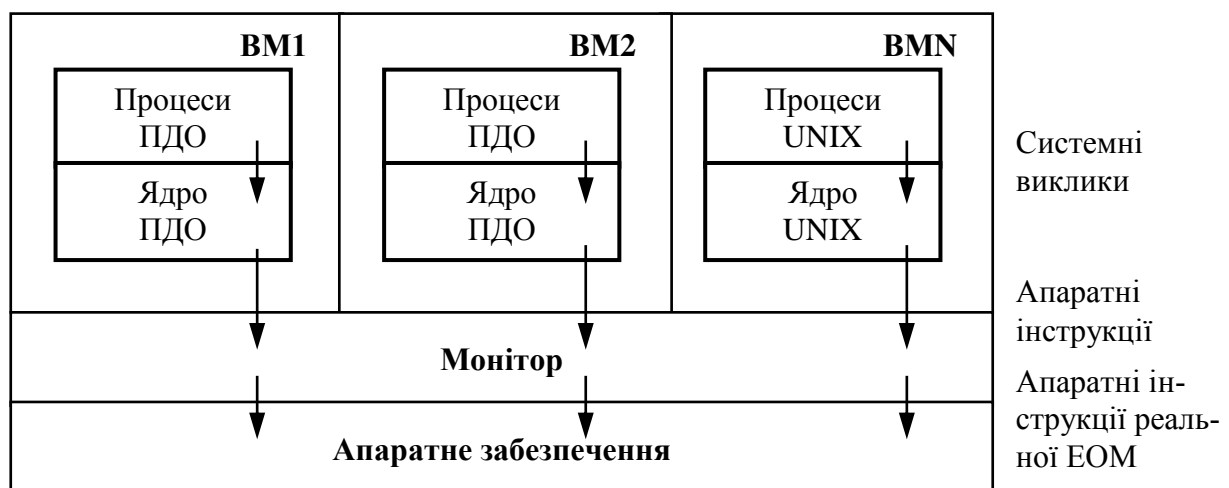 ВМ1
ВМ2
ВМN
Процеси
ПДО
Процеси
ПДО
Процеси
UNIX
Ядро
ПДО
Ядро
ПДО
Ядро
UNIX
Системні
виклики
Апаратні
інструкції
Монітор
Апаратні ін-
струкції реаль-
ної ЕОМ
Апаратне забезпечення